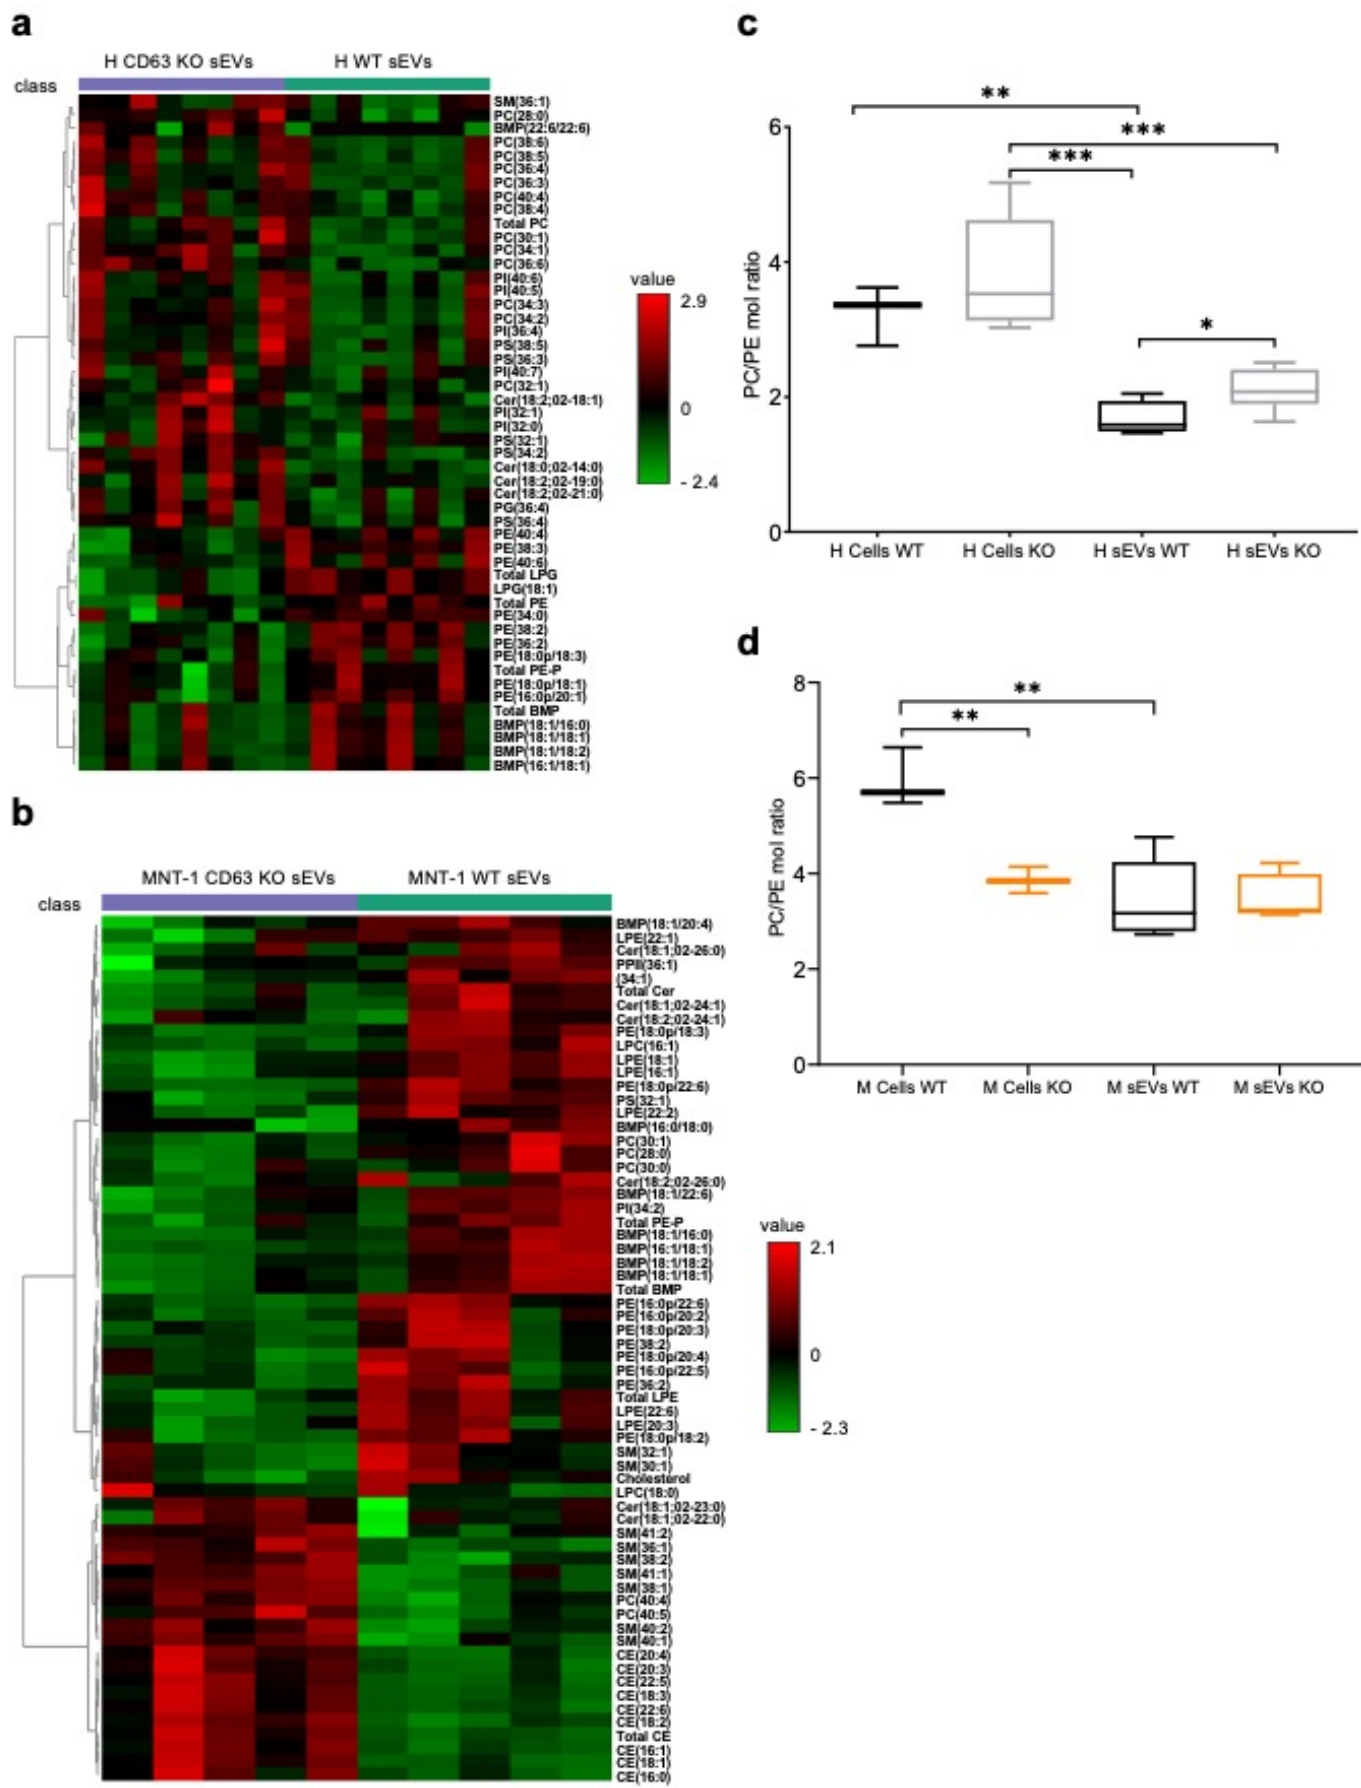 a
H CD63 KO sEVs
H WT sEVs
class
SM(36:1)
PC(28:0)
BMP(22:6/22:6)
PC(38:6)
PC(38:5)
PC(36:4)
PC(36:3)
PC(40:4)
PC(38:4)
Total PC
PC(30:1)
PC(34:1)
PC(36:6)
PI(40:6)
PI(40:5)
PC(34:3)
PC(34:2)
PI(36:4)
PS(38:5)
PS(36:3)
PI(40:7)
PC(32:1)
Cer(18:2;02-18:1)
PI(32:1)
PI(32:0)
PS(32:1)
PS(34:2)
Cer(18:0;02-14:0)
Cer(18:2;02-19:0)
Cer(18:2;02-21:0)
PG(36:4)
PS(36:4)
PE(40:4)
PE(38:3)
PE(40:6)
Total LPG
LPG(18:1)
Total PE
PE(34:0)
PE(38:2)
PE(36:2)
PE(18:0p/18:3)
Total PE-P
PE(18:0p/18:1)
PE(16:0p/20:1)
Total BMP
BMP(18:1/16:0)
BMP(18:1/18:1)
BMP(18:1/18:2)
BMP(16:1/18:1)
value
2.9
0
- 2.4
b
MNT-1 CD63 KO sEVs
MNT-1 WT sEVs
class
BMP(18:1/20:4)
LPE(22:1)
Cer(18:1;02-26:0)
PPII(36:1)
(34:1)
Total Cer
Cer(18:1;02-24:1)
Cer(18:2;02-24:1)
PE(18:0p/18:3)
LPC(16:1)
LPE(18:1)
LPE(16:1)
PE(18:0p/22:6)
PS(32:1)
LPE(22:2)
BMP(16:0/18:0)
PC(30:1)
PC(28:0)
PC(30:0)
Cer(18:2;02-26:0)
BMP(18:1/22:6)
PI(34:2)
Total PE-P
BMP(18:1/16:0)
BMP(16:1/18:1)
BMP(18:1/18:2)
BMP(18:1/18:1)
Total BMP
PE(16:0p/22:6)
PE(16:0p/20:2)
PE(18:0p/20:3)
PE(38:2)
PE(18:0p/20:4)
PE(16:0p/22:5)
PE(36:2)
Total LPE
LPE(22:6)
LPE(20:3)
PE(18:0p/18:2)
SM(32:1)
SM(30:1)
Cholesterol
LPC(18:0)
Cer(18:1;02-23:0)
Cer(18:1;02-22:0)
SM(41:2)
SM(36:1)
SM(38:2)
SM(41:1)
SM(38:1)
PC(40:4)
PC(40:5)
SM(40:2)
SM(40:1)
CE(20:4)
CE(20:3)
CE(22:5)
CE(18:3)
CE(22:6)
CE(18:2)
Total CE
CE(16:1)
CE(18:1)
CE(16:0)
value
2.1
0
- 2.3
c
PC/PE mol ratio
6
4
2
0
**
***
***
*
H Cells WT
H Cells KO
H sEVs WT
H sEVs KO
d
PC/PE mol ratio
8
6
4
2
0
**
**
M Cells WT
M Cells KO
M sEVs WT
M sEVs KO